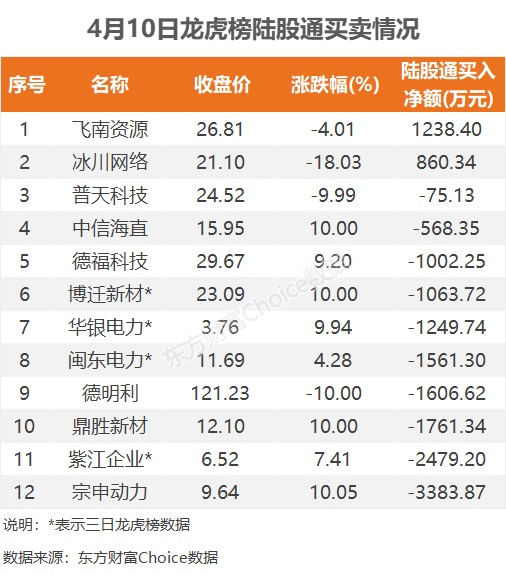 4月10日龙虎榜陆股通买卖情况
序号 名称 收盘价 涨跌幅(%) 陆股通买入净额(万元)
1 飞南资源 26.81 -4.01 1238.40
2 冰川网络 21.10 -18.03 860.34
3 普天科技 24.52 -9.99 -75.13
4 中信海直 15.95 10.00 -568.35
5 德福科技 29.67 9.20 -1002.25
6 博迁新材* 23.09 10.00 -1063.72
7 华银电力* 3.76 9.94 -1249.74
8 闽东电力* 11.69 4.28 -1561.30
9 德明利 121.23 -10.00 -1606.62
10 鼎胜新材 12.10 10.00 -1761.34
11 紫江企业* 6.52 7.41 -2479.20
12 宗申动力 9.64 10.05 -3383.87
东方财富Choice数据
说明：*表示三日龙虎榜数据
数据来源：东方财富Choice数据